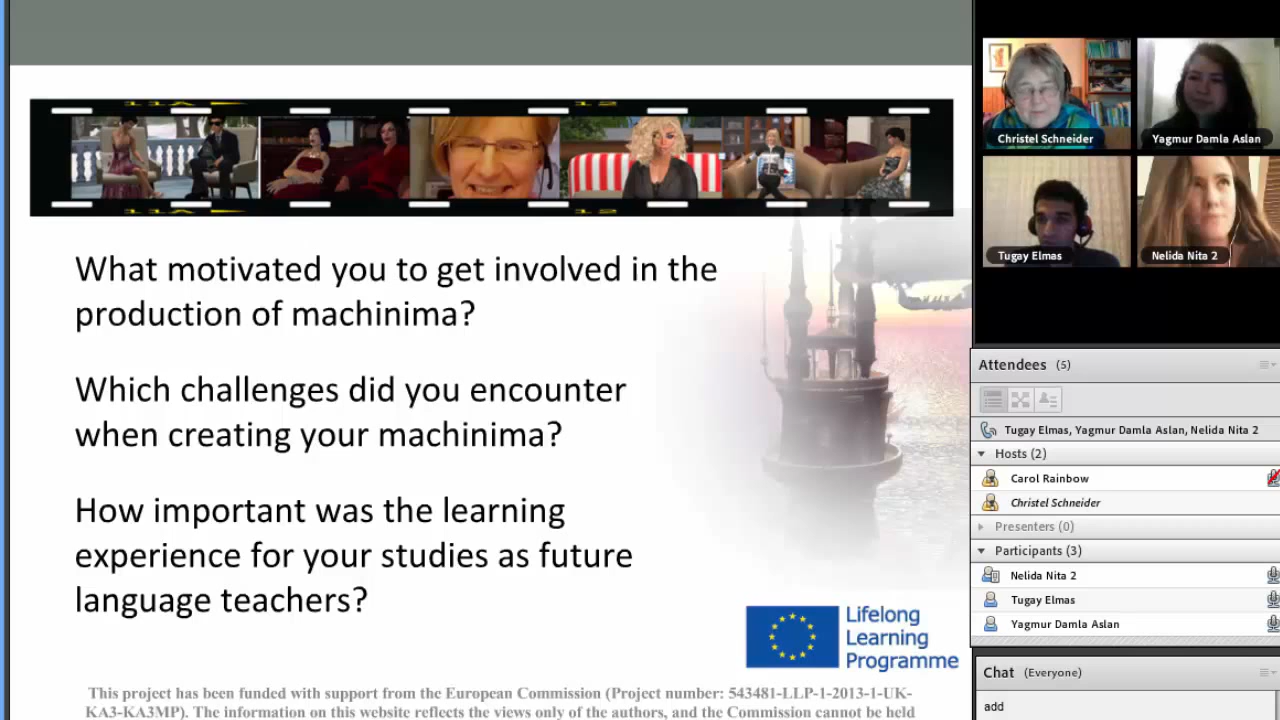 What motivated you to get involved in the
production of machinima?
Which challenges did you encounter
when creating your machinima?
How important was the learning
experience for your studies as future
language teachers?
Lifelong
Learning
Programme
This project has been funded with support from the European Commission (Project number: 543481-LLP-1-2013-1-UK-
KA3-KA3MP). The information on this website reflects the views only of the authors, and the Commission cannot be held
Christel Schneider
Yagmur Damla Aslan
Tugay Elmas
Nelida Nita 2
Attendees (5)
Tugay Elmas, Yagmur Damla Aslan, Nelida Nita 2
Hosts (2)
Carol Rainbow
Christel Schneider
Presenters (0)
Participants (3)
Nelida Nita 2
Tugay Elmas
Yagmur Damla Aslan
Chat (Everyone)
add